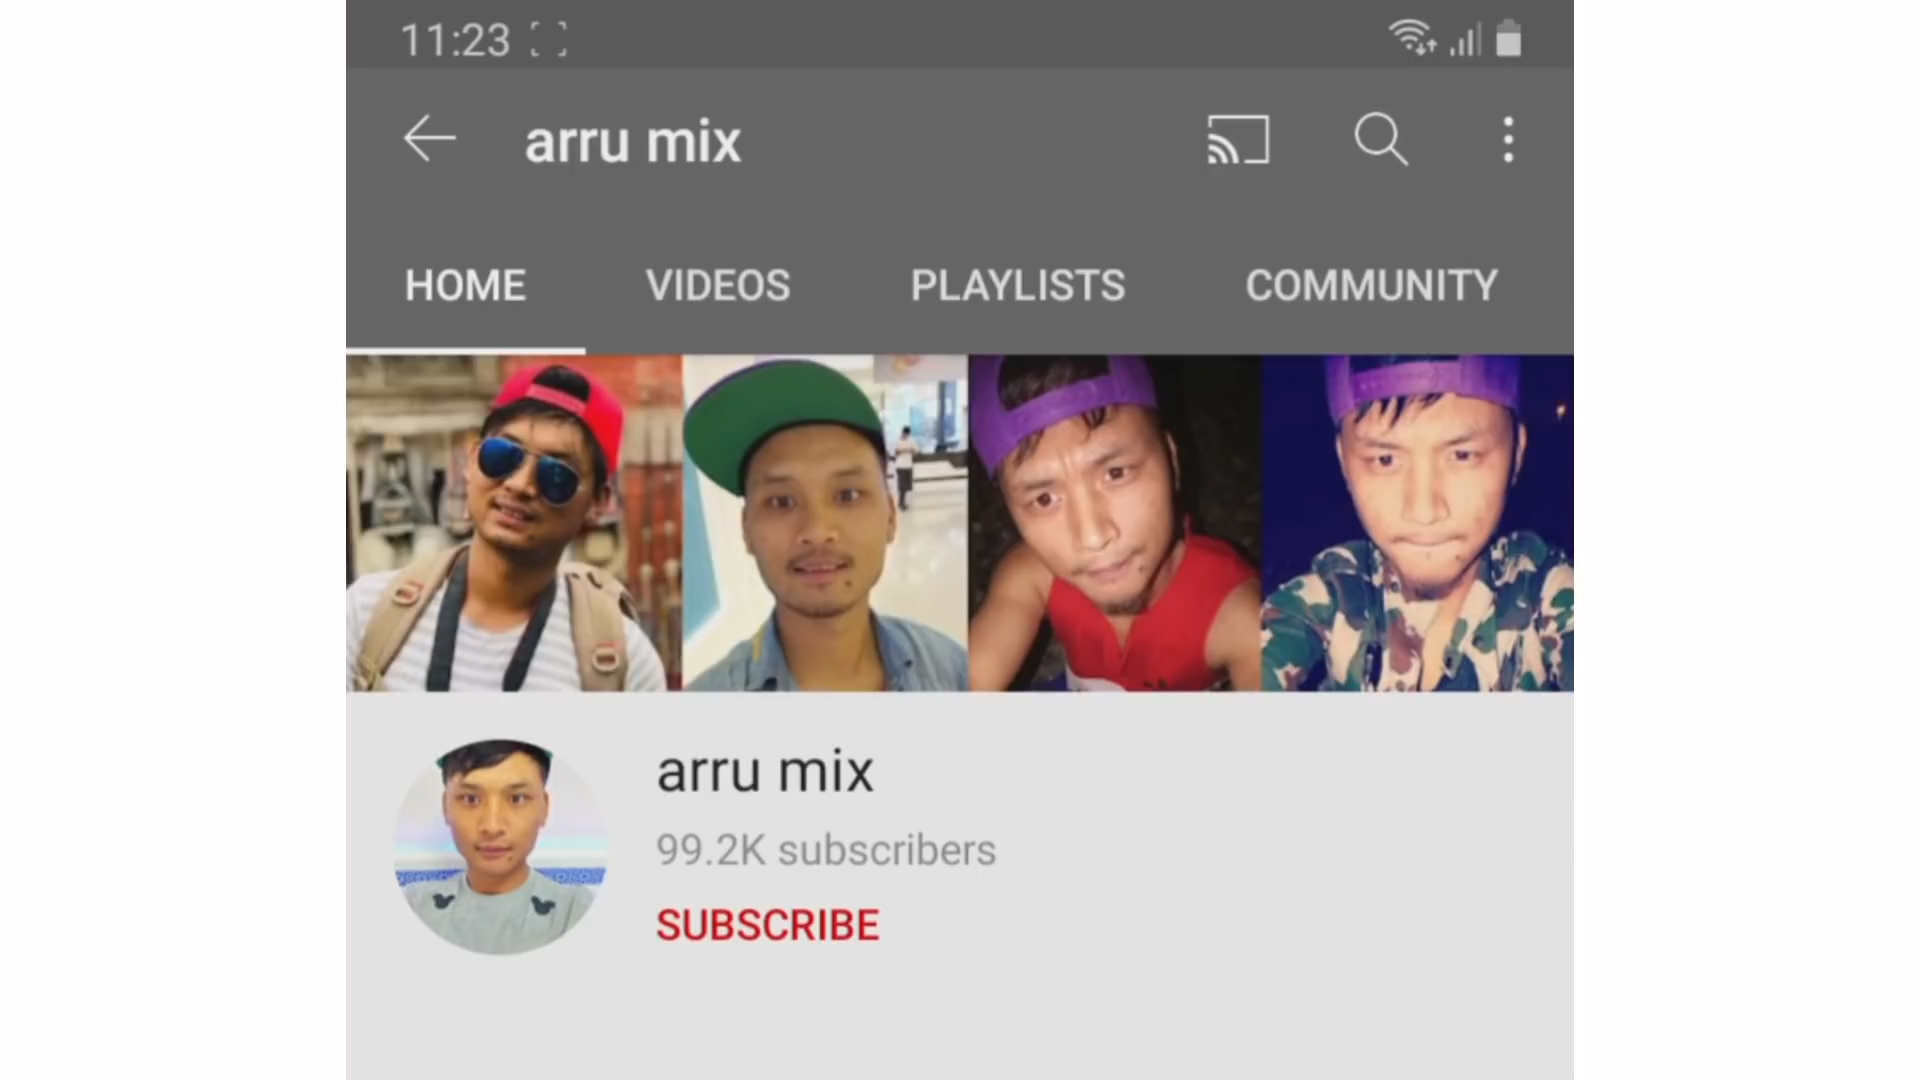 11:23
arru mix
HOME VIDEOS PLAYLISTS COMMUNITY
arru mix
99.2K subscribers
SUBSCRIBE